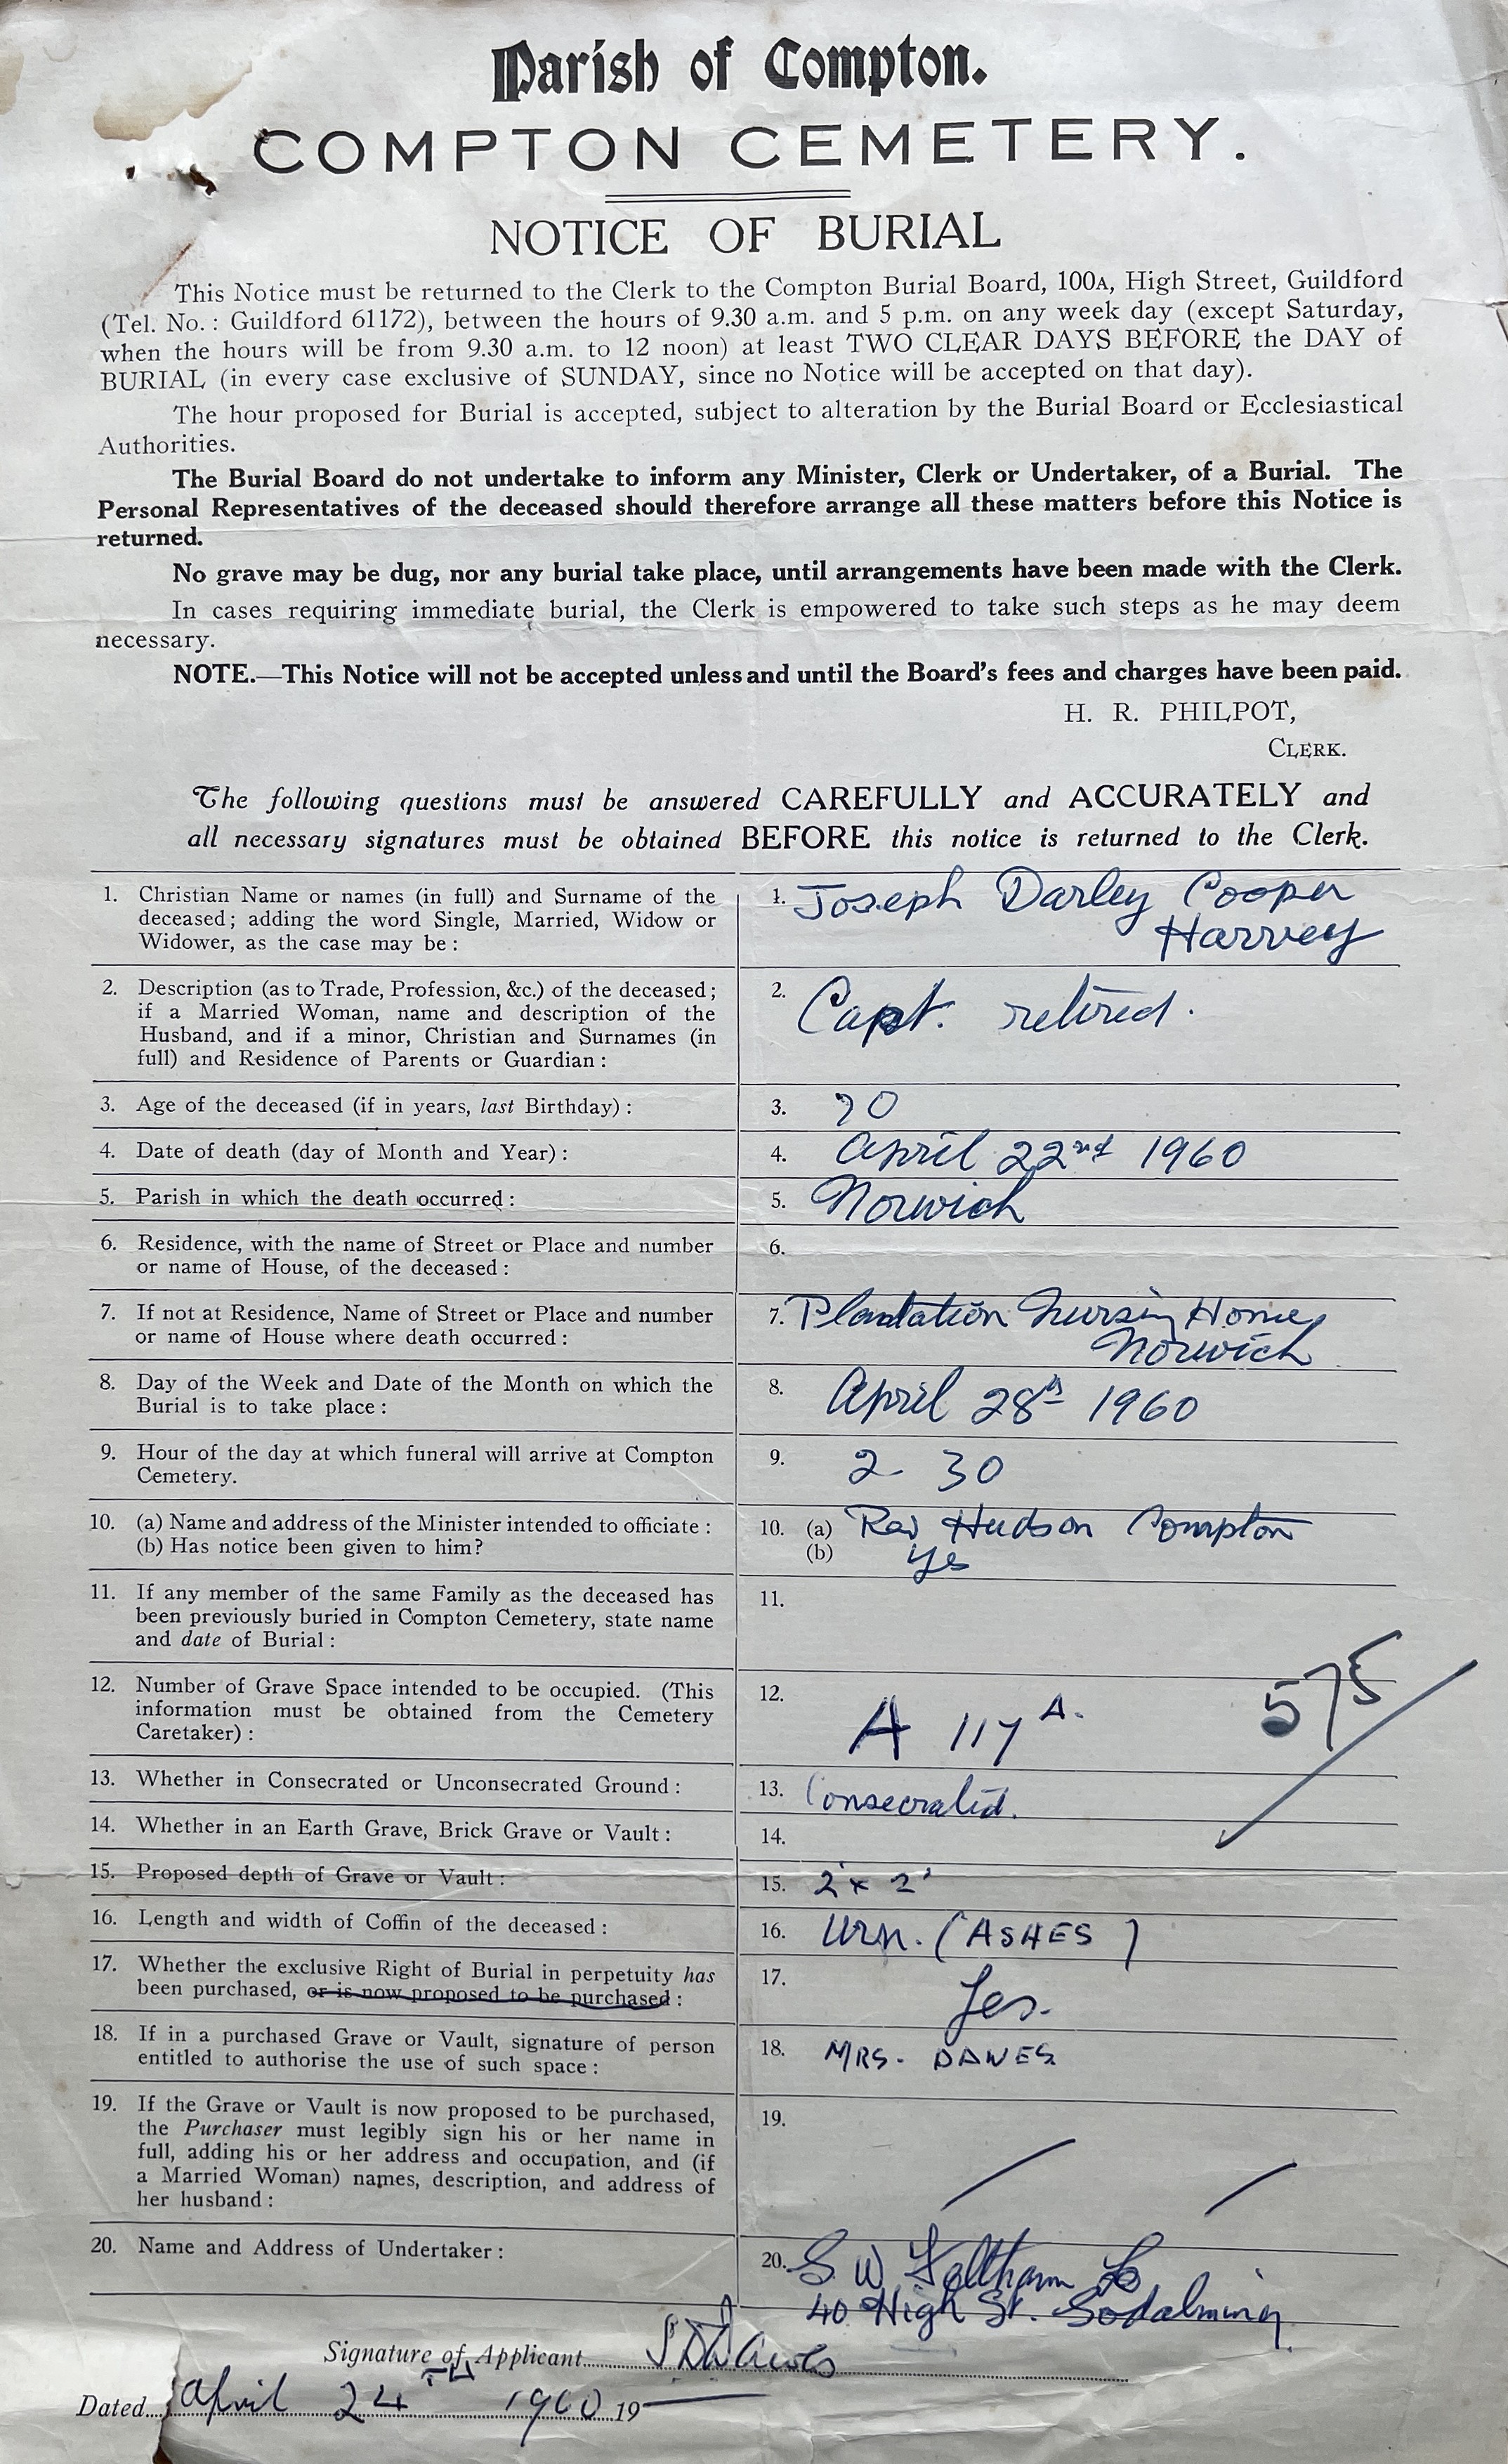 Parish of Compton.
COMPTON CEMETERY.
NOTICE OF BURIAL
This Notice must be returned to the Clerk to the Compton Burial Board, 100A, High Street, Guildford
(Tel. No. : Guildford 61172), between the hours of 9.30 a.m. and 5 p.m. on any week day (except Saturday,
when the hours will be from 9.30 a.m. to 12 noon) at least TWO CLEAR DAYS BEFORE the DAY of
BURIAL (in every case exclusive of SUNDAY, since no Notice will be accepted on that day).
The hour proposed for Burial is accepted, subject to alteration by the Burial Board or Ecclesiastical
Authorities.
The Burial Board do not undertake to inform any Minister, Clerk or Undertaker, of a Burial. The
Personal Representatives of the deceased should therefore arrange all these matters before this Notice is
returned.
No grave may be dug, nor any burial take place, until arrangements have been made with the Clerk.
In cases requiring immediate burial, the Clerk is empowered to take such steps as he may deem
necessary.
NOTE.—This Notice will not be accepted unless and until the Board's fees and charges have been paid.
H. R. PHILPOT,
CLERK.
The following questions must be answered CAREFULLY and ACCURATELY and
all necessary signatures must be obtained BEFORE this notice is returned to the Clerk.
1. Christian Name or names (in full) and Surname of the
deceased; adding the word Single, Married, Widow or
Widower, as the case may be :
1. Joseph Darley Cooper
Harvey
2. Description (as to Trade, Profession, &c.) of the deceased;
if a Married Woman, name and description of the
Husband, and if a minor, Christian and Surnames (in
full) and Residence of Parents or Guardian :
2. Capt. retired.
3. Age of the deceased (if in years, last Birthday) :
3. 70
4. Date of death (day of Month and Year) :
4. April 22nd 1960
5. Parish in which the death occurred :
5. Norwich
6. Residence, with the name of Street or Place and number
or name of House, of the deceased :
6.
7. If not at Residence, Name of Street or Place and number
or name of House where death occurred :
7. Plantation Nursing Home,
Norwich
8. Day of the Week and Date of the Month on which the
Burial is to take place :
8. April 28th 1960
9. Hour of the day at which funeral will arrive at Compton
Cemetery.
9. 2-30
10. (a) Name and address of the Minister intended to officiate :
(b) Has notice been given to him?
10. (a) Rev Hudson Compton
(b) Yes
11. If any member of the same Family as the deceased has
been previously buried in Compton Cemetery, state name
and date of Burial :
11.
12. Number of Grave Space intended to be occupied. (This
information must be obtained from the Cemetery
Caretaker) :
12. A 117 A. 575
13. Whether in Consecrated or Unconsecrated Ground :
13. Consecrated.
14. Whether in an Earth Grave, Brick Grave or Vault :
14.
15. Proposed depth of Grave or Vault :
15. 2' x 2'
16. Length and width of Coffin of the deceased :
16. Urn. (ASHES)
17. Whether the exclusive Right of Burial in perpetuity has
been purchased, or is now proposed to be purchased :
17. Yes.
18. If in a purchased Grave or Vault, signature of person
entitled to authorise the use of such space :
18. MRS. DAWES
19. If the Grave or Vault is now proposed to be purchased,
the Purchaser must legibly sign his or her name in
full, adding his or her address and occupation, and (if
a Married Woman) names, description, and address of
her husband :
19.
20. Name and Address of Undertaker :
20. S W Feltham
40 High St. Godalming
Signature of Applicant Dawes
Dated April 24TH 1960 19